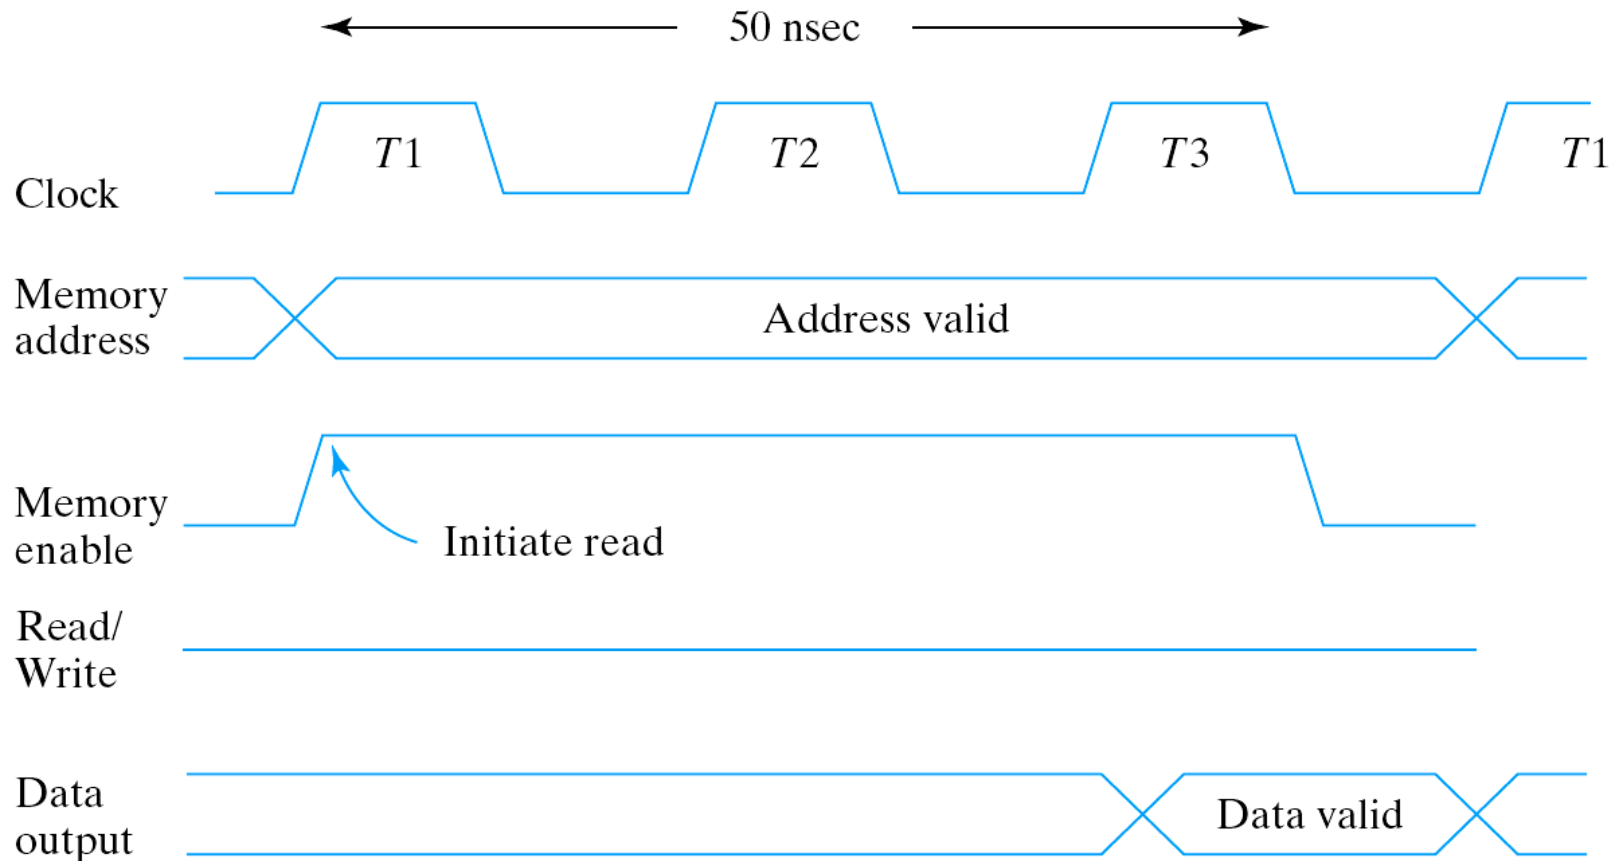 50 nsec
T1 T2 T3 T1
Clock
Memory
address
Address valid
Memory
enable
Initiate read
Read/
Write
Data
output
Data valid